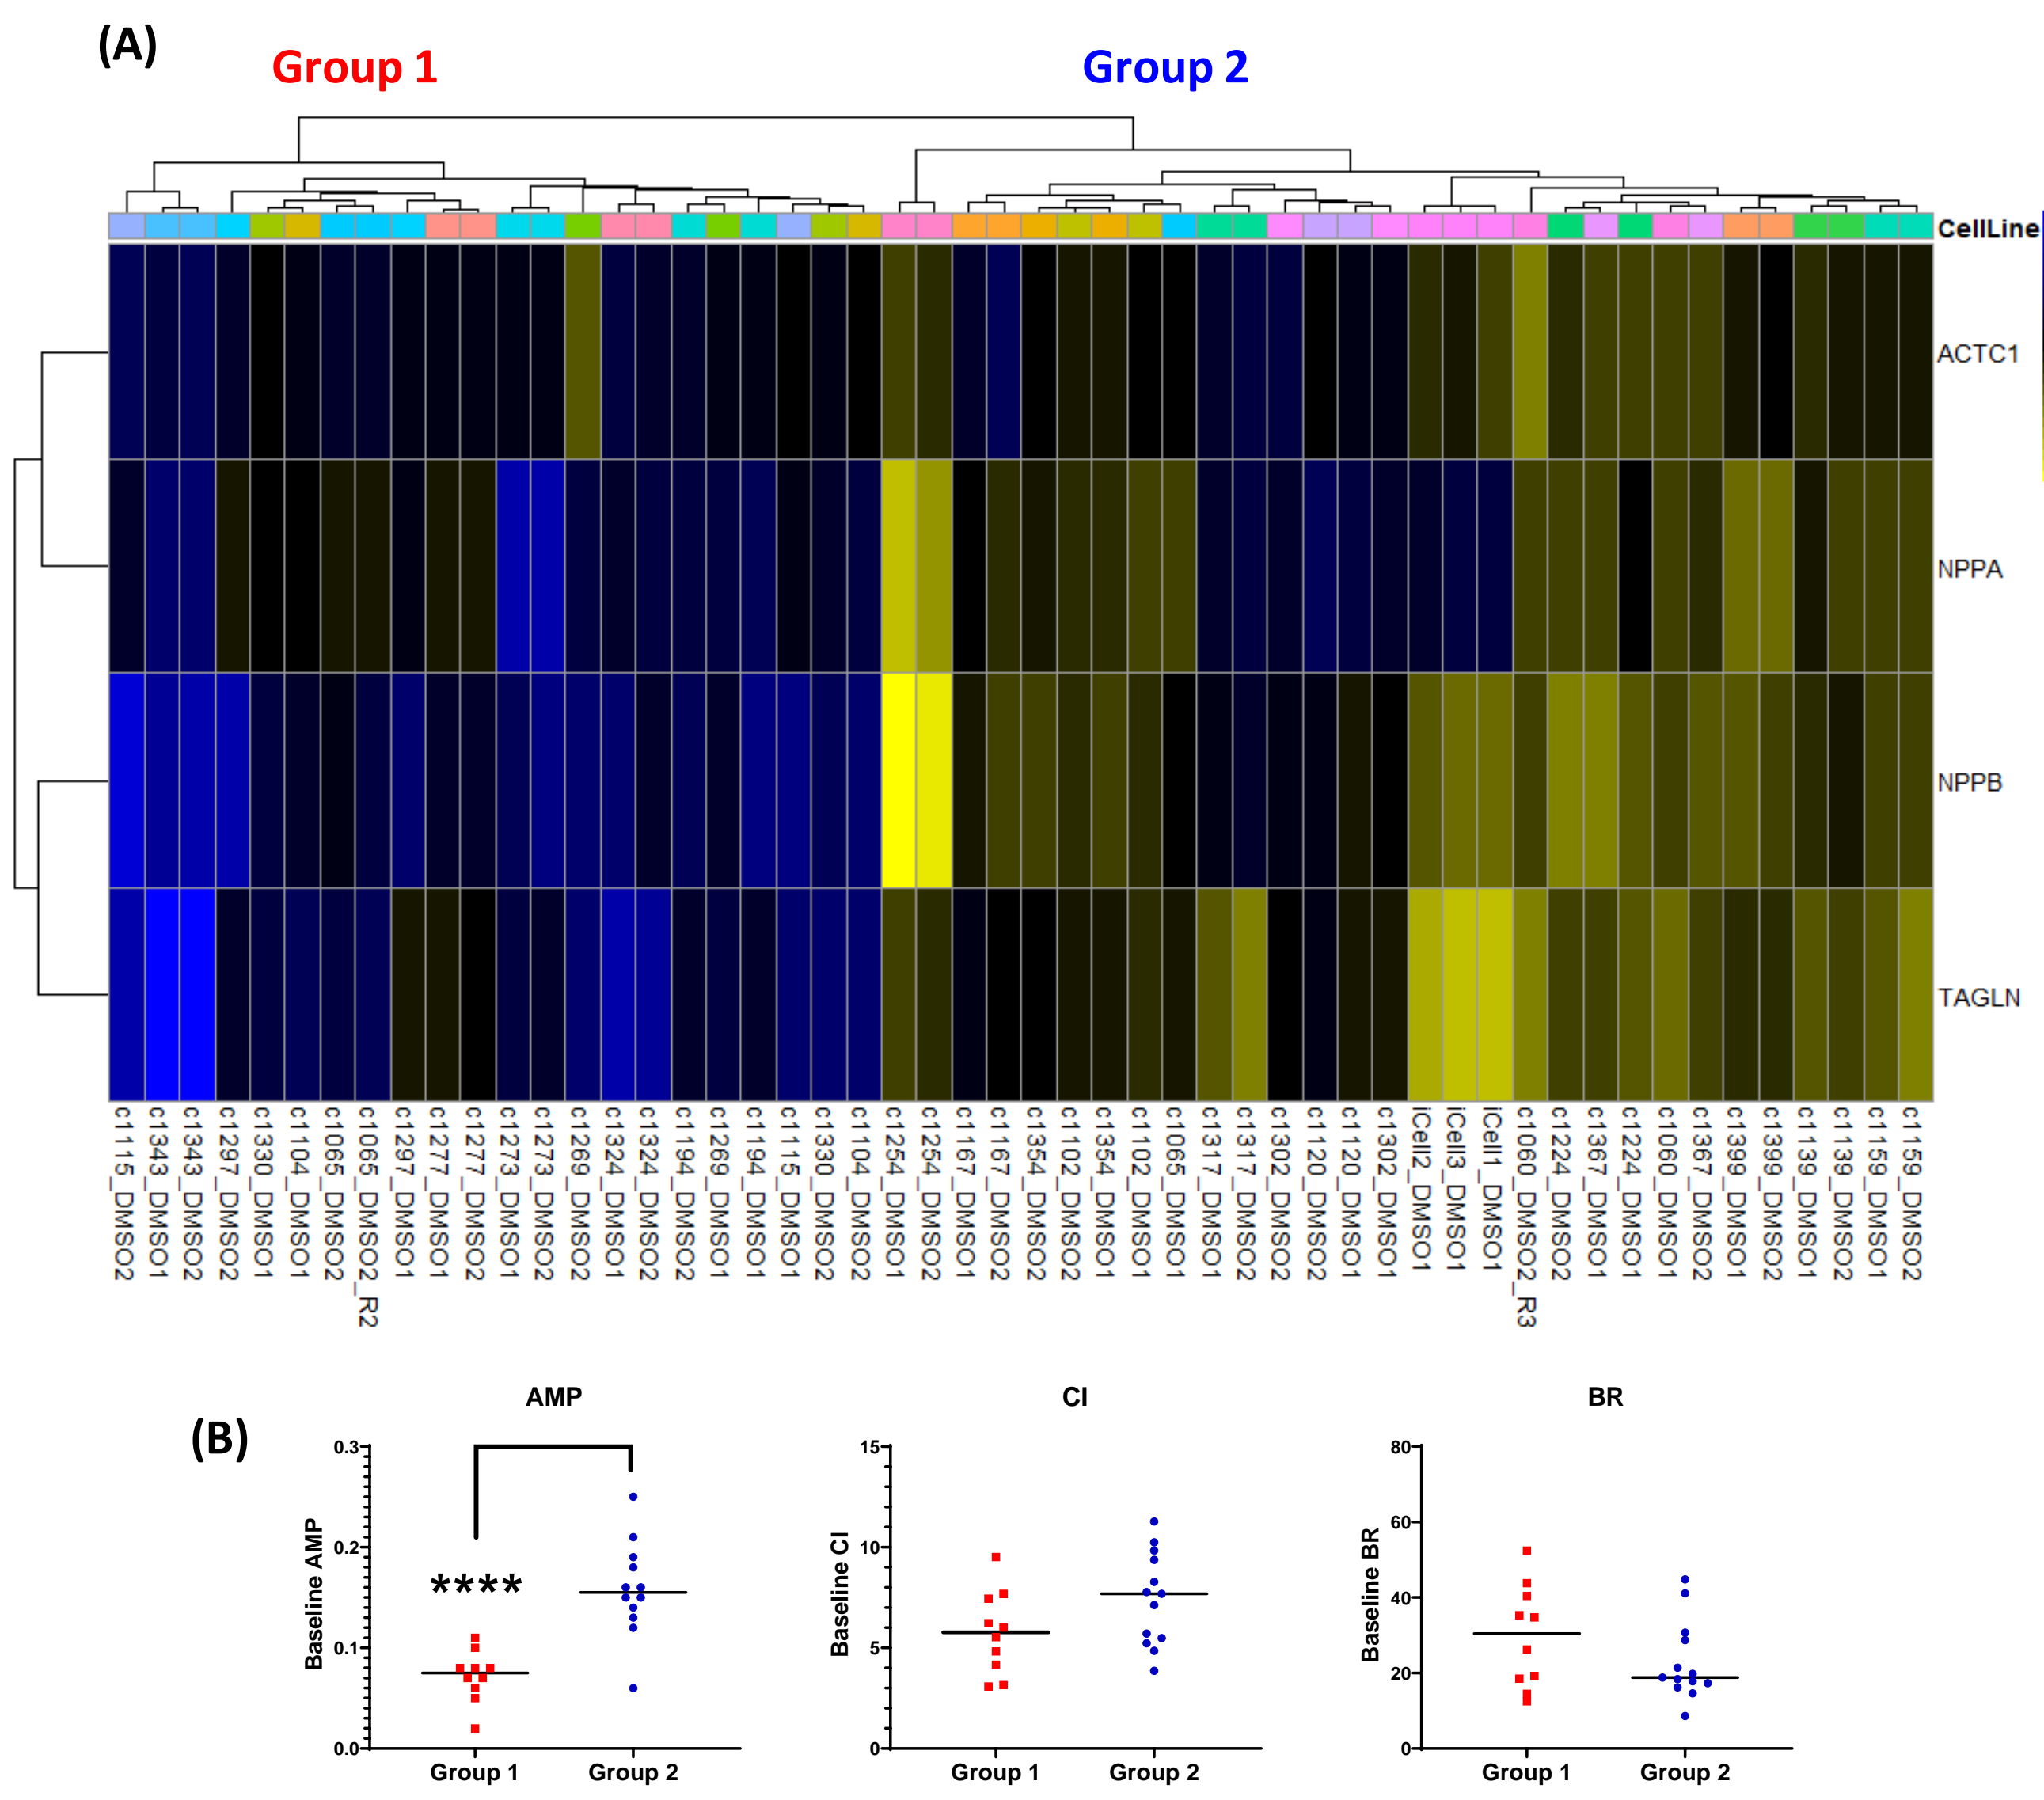 (A)
Group 1
Group 2
CellLine
ACTC1
NPPA
NPPB
TAGLN
c1115_DMSO2
c1343_DMSO1
c1343_DMSO2
c1297_DMSO2
c1330_DMSO1
c1104_DMSO1
c1065_DMSO2
c1065_DMSO2_R2
c1297_DMSO1
c1277_DMSO1
c1277_DMSO2
c1273_DMSO1
c1273_DMSO2
c1269_DMSO2
c1324_DMSO1
c1324_DMSO2
c1194_DMSO2
c1269_DMSO1
c1194_DMSO1
c1115_DMSO1
c1330_DMSO2
c1104_DMSO2
c1254_DMSO1
c1254_DMSO2
c1167_DMSO1
c1167_DMSO2
c1354_DMSO2
c1102_DMSO2
c1354_DMSO1
c1102_DMSO1
c1065_DMSO1
c1317_DMSO1
c1317_DMSO2
c1302_DMSO2
c1120_DMSO2
c1120_DMSO1
c1302_DMSO1
iCell2_DMSO1
iCell3_DMSO1
iCell1_DMSO1
c1060_DMSO2_R3
c1224_DMSO2
c1367_DMSO1
c1224_DMSO1
c1060_DMSO1
c1367_DMSO2
c1399_DMSO1
c1399_DMSO2
c1139_DMSO1
c1139_DMSO2
c1159_DMSO1
c1159_DMSO2
(B)
AMP
Baseline AMP
0.3
0.2
0.1
0.0
****
Group 1
Group 2
CI
Baseline CI
15
10
5
0
Group 1
Group 2
BR
Baseline BR
80
60
40
20
0
Group 1
Group 2